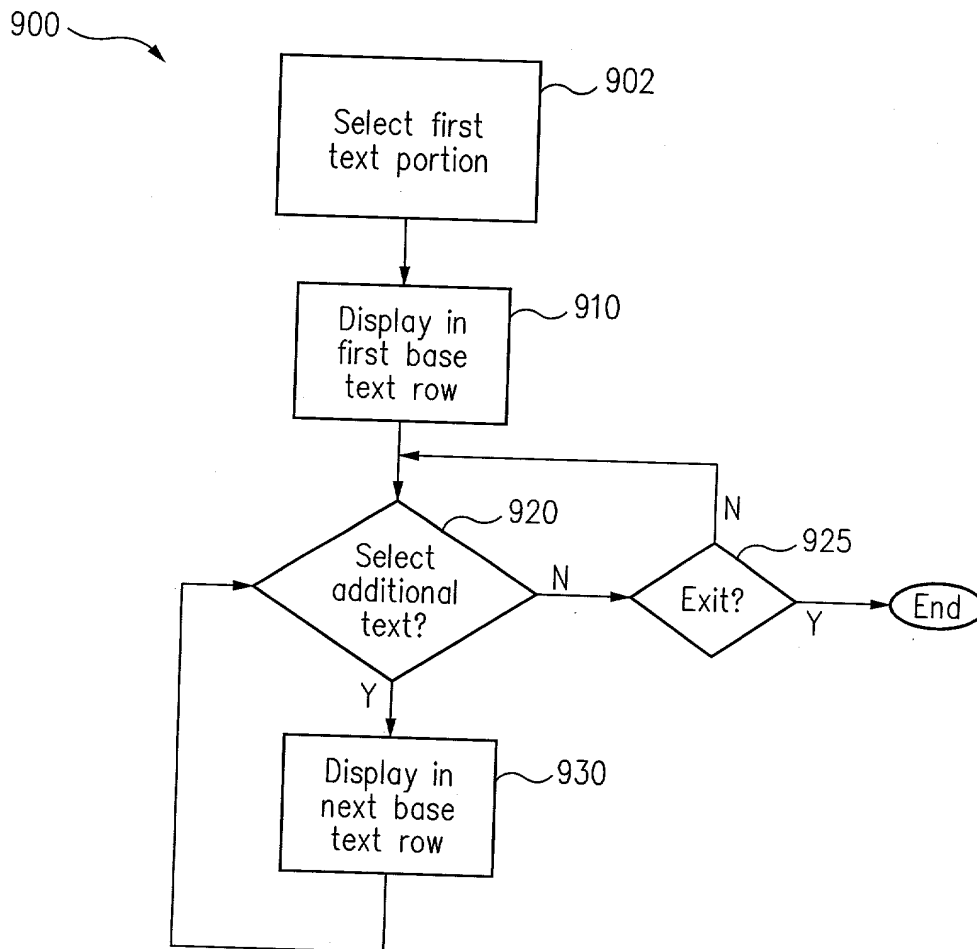 900
902
Select first
text portion
910
Display in
first base
text row
920
Select
additional
text?
N
N
925
Exit?
Y
End
Y
930
Display in
next base
text row